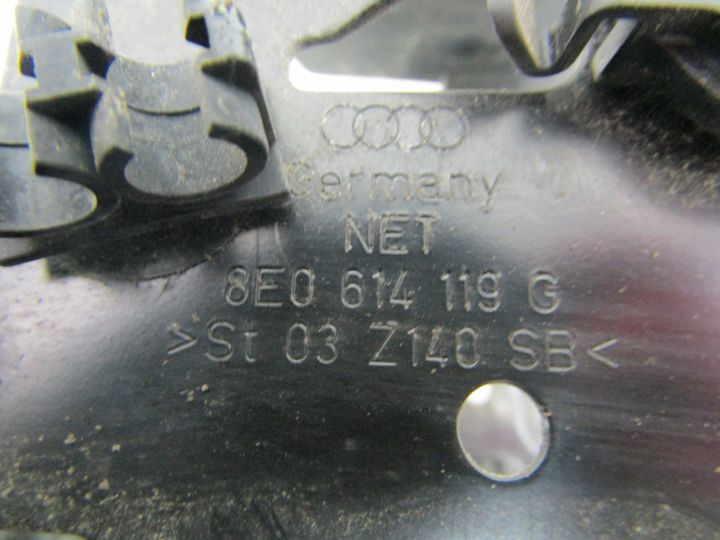 Germany
NET
8E0 614 119 G
>St 03 Z140 SB<